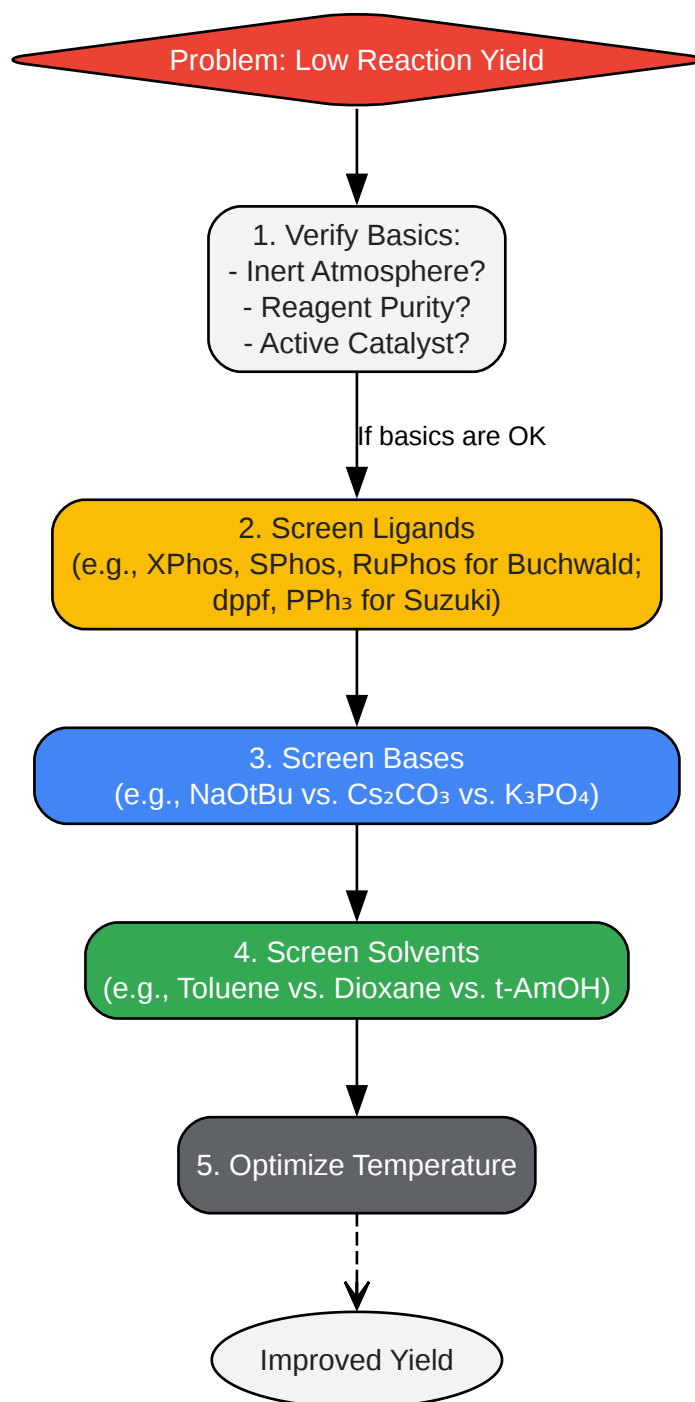 Problem: Low Reaction Yield
1. Verify Basics:
- Inert Atmosphere?
- Reagent Purity?
- Active Catalyst?
If basics are OK
2. Screen Ligands
(e.g., XPhos, SPhos, RuPhos for Buchwald;
dppf, PPh₃ for Suzuki)
3. Screen Bases
(e.g., NaOtBu vs. Cs₂CO₃ vs. K₃PO₄)
4. Screen Solvents
(e.g., Toluene vs. Dioxane vs. t-AmOH)
5. Optimize Temperature
Improved Yield